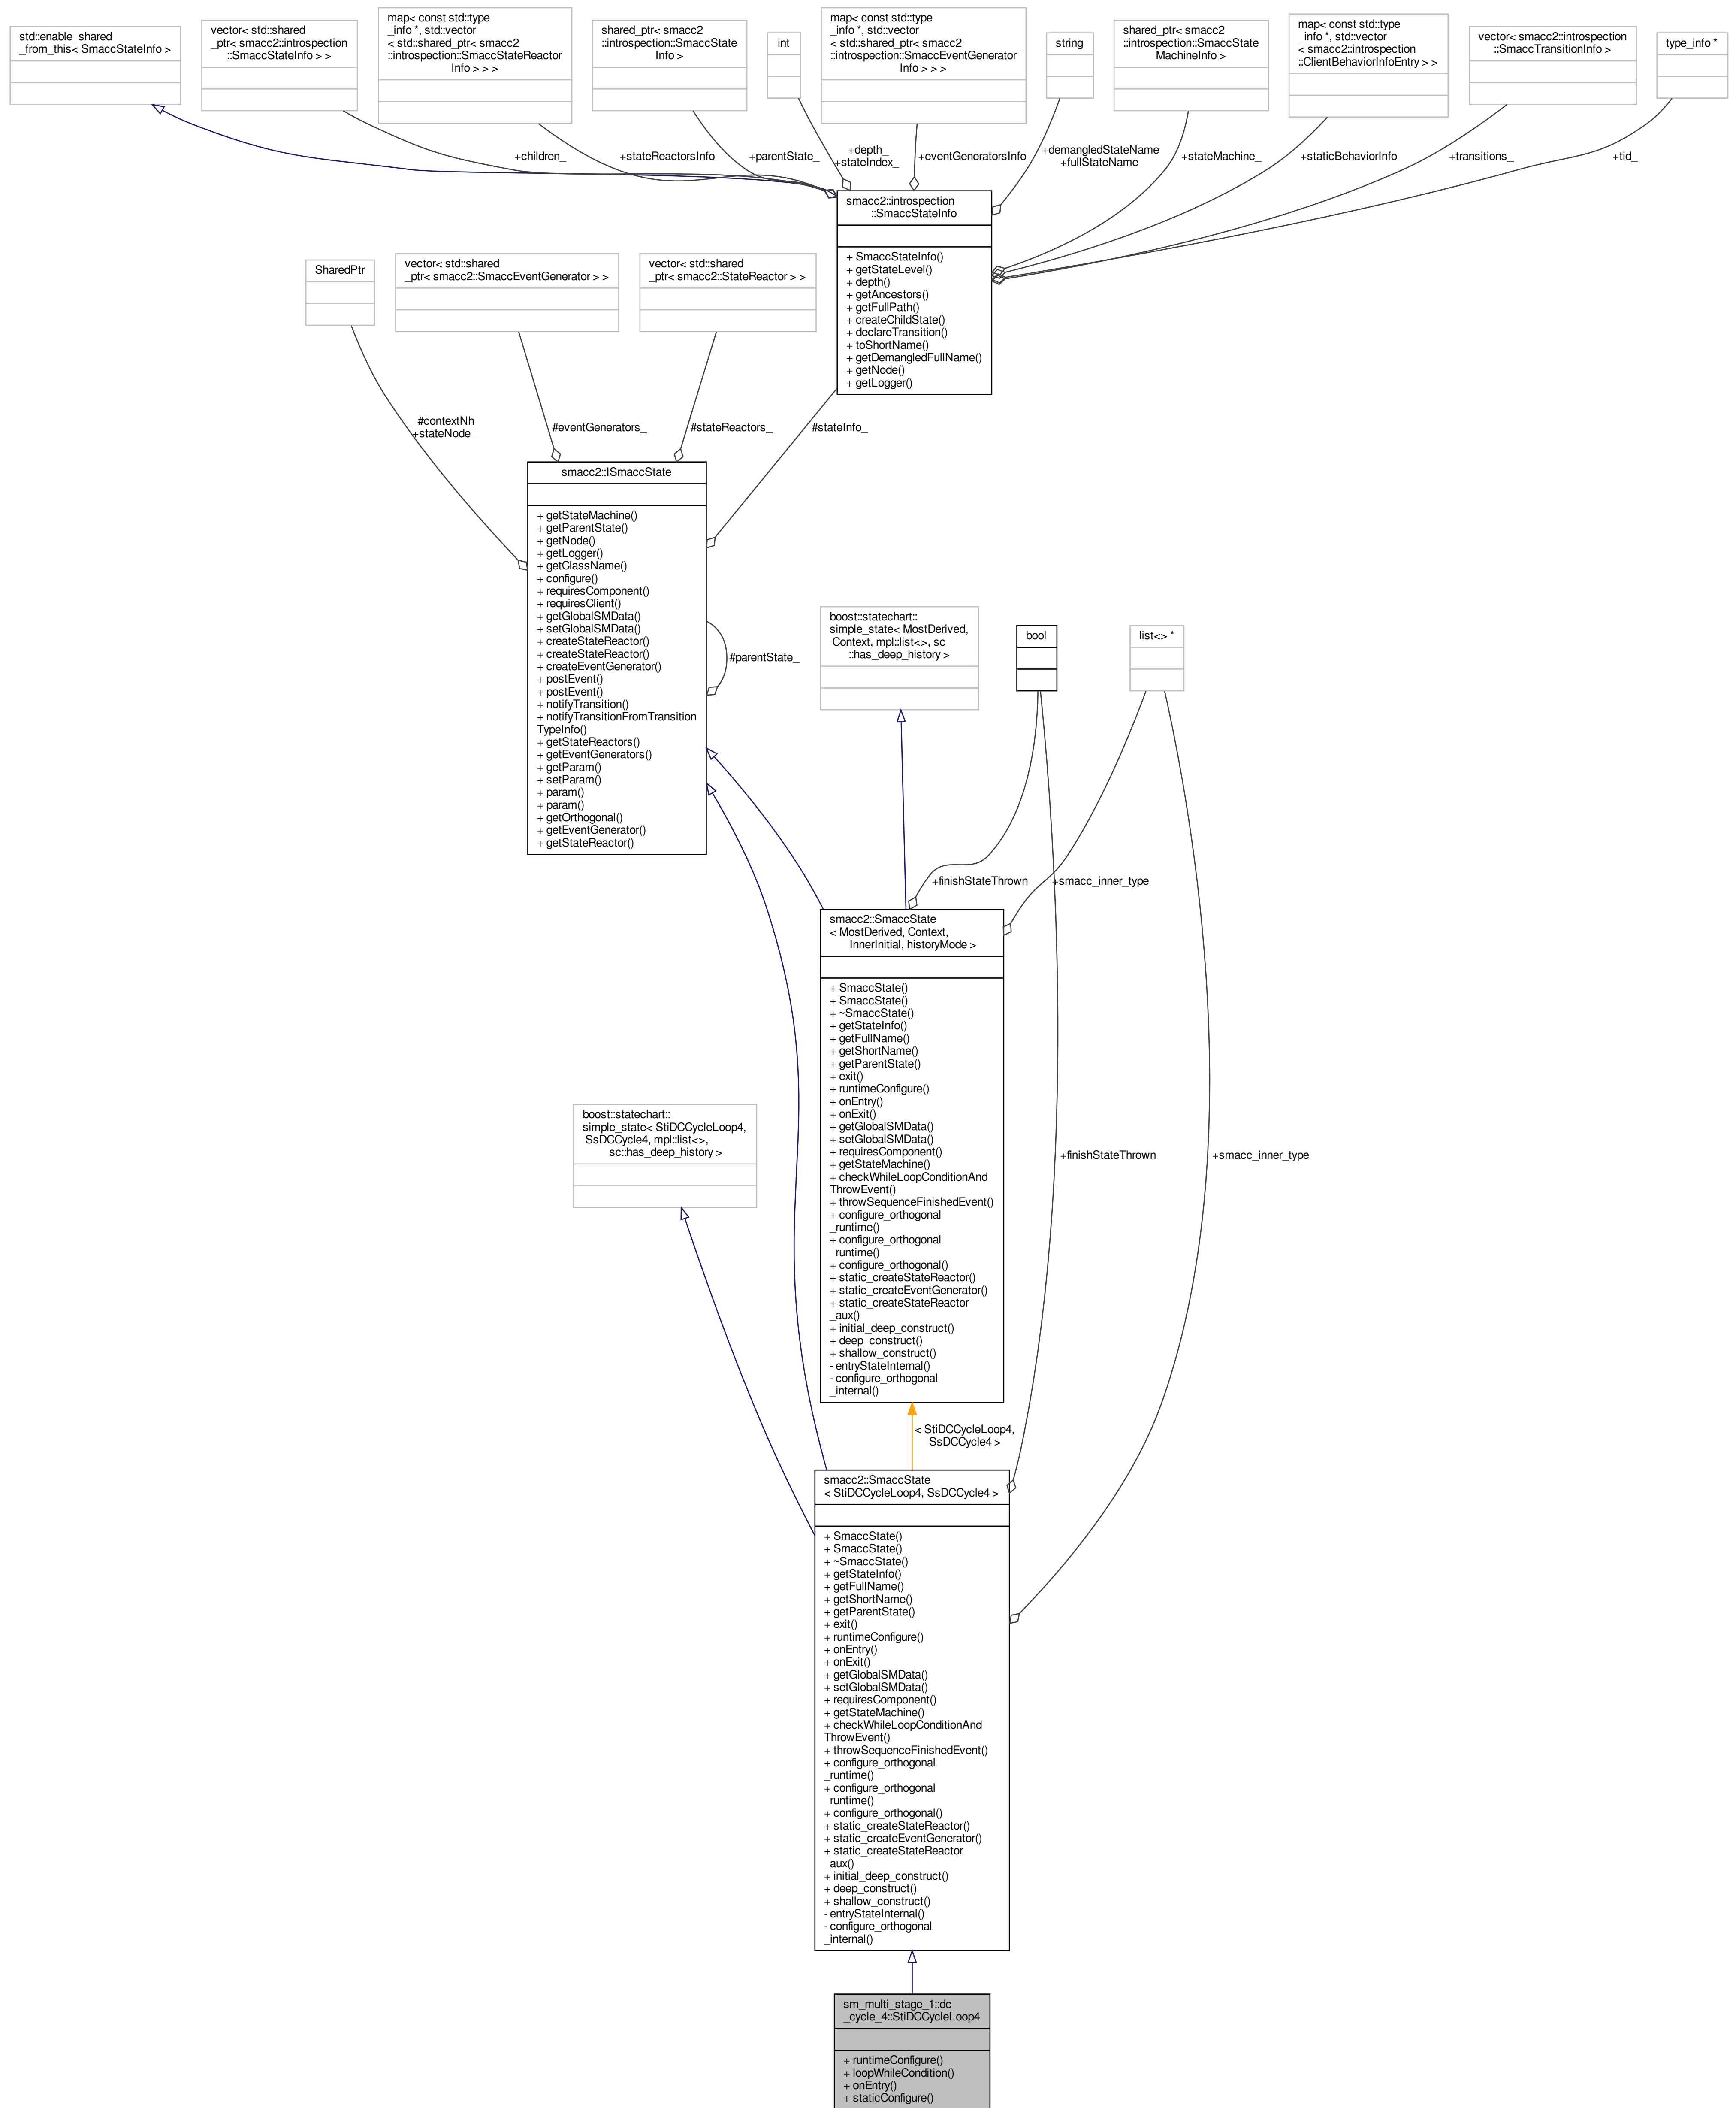 std::enable_shared
_from_this< SmaccStateInfo >
vector< std::shared
_ptr< smacc2::introspection
::SmaccStateInfo > >
map< const std::type
_info *, std::vector
< std::shared_ptr< smacc2
::introspection::SmaccStateReactor
Info > > >
shared_ptr< smacc2
::introspection::SmaccState
Info >
int
map< const std::type
_info *, std::vector
< std::shared_ptr< smacc2
::introspection::SmaccEventGenerator
Info > > >
string
shared_ptr< smacc2
::introspection::SmaccState
MachineInfo >
map< const std::type
_info *, std::vector
< smacc2::introspection
::ClientBehaviorInfoEntry > >
vector< smacc2::introspection
::SmaccTransitionInfo >
type_info *
+children_
+stateReactorsInfo
+parentState_
+depth_
+stateIndex_
+eventGeneratorsInfo
+demangledStateName
+fullStateName
+stateMachine_
+staticBehaviorInfo
+transitions_
+tid_
smacc2::introspection
::SmaccStateInfo
+ SmaccStateInfo()
+ getStateLevel()
+ depth()
+ getAncestors()
+ getFullPath()
+ createChildState()
+ declareTransition()
+ toShortName()
+ getDemangledFullName()
+ getNode()
+ getLogger()
SharedPtr
vector< std::shared
_ptr< smacc2::SmaccEventGenerator > >
vector< std::shared
_ptr< smacc2::StateReactor > >
#contextNh
+stateNode_
#eventGenerators_
#stateReactors_
#stateInfo_
smacc2::ISmaccState
+ getStateMachine()
+ getParentState()
+ getNode()
+ getLogger()
+ getClassName()
+ configure()
+ requiresComponent()
+ requiresClient()
+ getGlobalSMData()
+ setGlobalSMData()
+ createStateReactor()
+ createStateReactor()
+ createEventGenerator()
+ postEvent()
+ postEvent()
+ notifyTransition()
+ notifyTransitionFromTransition
TypeInfo()
+ getStateReactors()
+ getEventGenerators()
+ getParam()
+ setParam()
+ param()
+ param()
+ getOrthogonal()
+ getEventGenerator()
+ getStateReactor()
#parentState_
boost::statechart::
simple_state< MostDerived,
Context, mpl::list<>, sc
::has_deep_history >
bool
list<> *
+finishStateThrown
+smacc_inner_type
smacc2::SmaccState
< MostDerived, Context,
InnerInitial, historyMode >
+ SmaccState()
+ SmaccState()
+ ~SmaccState()
+ getStateInfo()
+ getFullName()
+ getShortName()
+ getParentState()
+ exit()
+ runtimeConfigure()
+ onEntry()
+ onExit()
+ getGlobalSMData()
+ setGlobalSMData()
+ requiresComponent()
+ getStateMachine()
+ checkWhileLoopConditionAnd
ThrowEvent()
+ throwSequenceFinishedEvent()
+ configure_orthogonal
_runtime()
+ configure_orthogonal
_runtime()
+ configure_orthogonal()
+ static_createStateReactor()
+ static_createEventGenerator()
+ static_createStateReactor
_aux()
+ initial_deep_construct()
+ deep_construct()
+ shallow_construct()
- entryStateInternal()
- configure_orthogonal
_internal()
boost::statechart::
simple_state< StiDCCycleLoop4,
SsDCCycle4, mpl::list<>,
sc::has_deep_history >
+finishStateThrown
+smacc_inner_type
< StiDCCycleLoop4,
SsDCCycle4 >
smacc2::SmaccState
< StiDCCycleLoop4, SsDCCycle4 >
+ SmaccState()
+ SmaccState()
+ ~SmaccState()
+ getStateInfo()
+ getFullName()
+ getShortName()
+ getParentState()
+ exit()
+ runtimeConfigure()
+ onEntry()
+ onExit()
+ getGlobalSMData()
+ setGlobalSMData()
+ requiresComponent()
+ getStateMachine()
+ checkWhileLoopConditionAnd
ThrowEvent()
+ throwSequenceFinishedEvent()
+ configure_orthogonal
_runtime()
+ configure_orthogonal
_runtime()
+ configure_orthogonal()
+ static_createStateReactor()
+ static_createEventGenerator()
+ static_createStateReactor
_aux()
+ initial_deep_construct()
+ deep_construct()
+ shallow_construct()
- entryStateInternal()
- configure_orthogonal
_internal()
sm_multi_stage_1::dc
_cycle_4::StiDCCycleLoop4
+ runtimeConfigure()
+ loopWhileCondition()
+ onEntry()
+ staticConfigure()